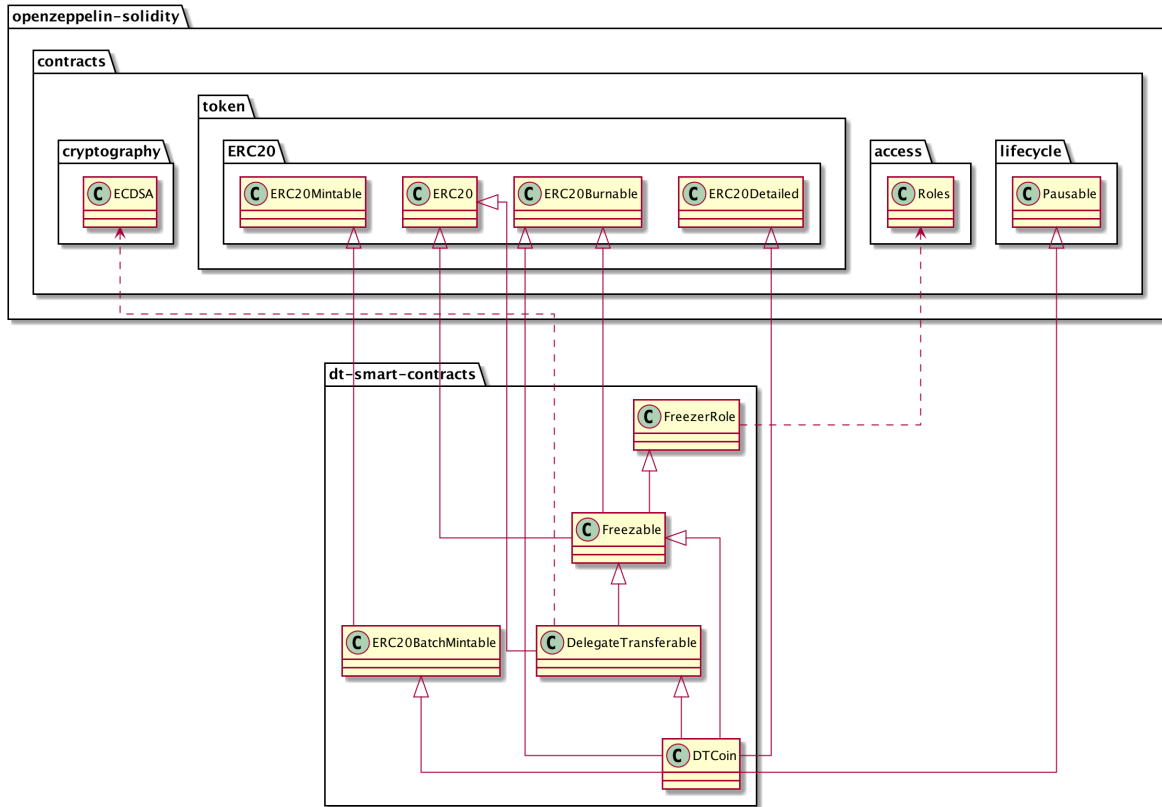 openzeppelin-solidity
contracts
token
cryptography
ERC20
access
lifecycle
C ECDSA
C ERC20Mintable
C ERC20
C ERC20Burnable
C ERC20Detailed
C Roles
C Pausable
dt-smart-contracts
C FreezerRole
C Freezable
C ERC20BatchMintable
C DelegateTransferable
C DTCoin